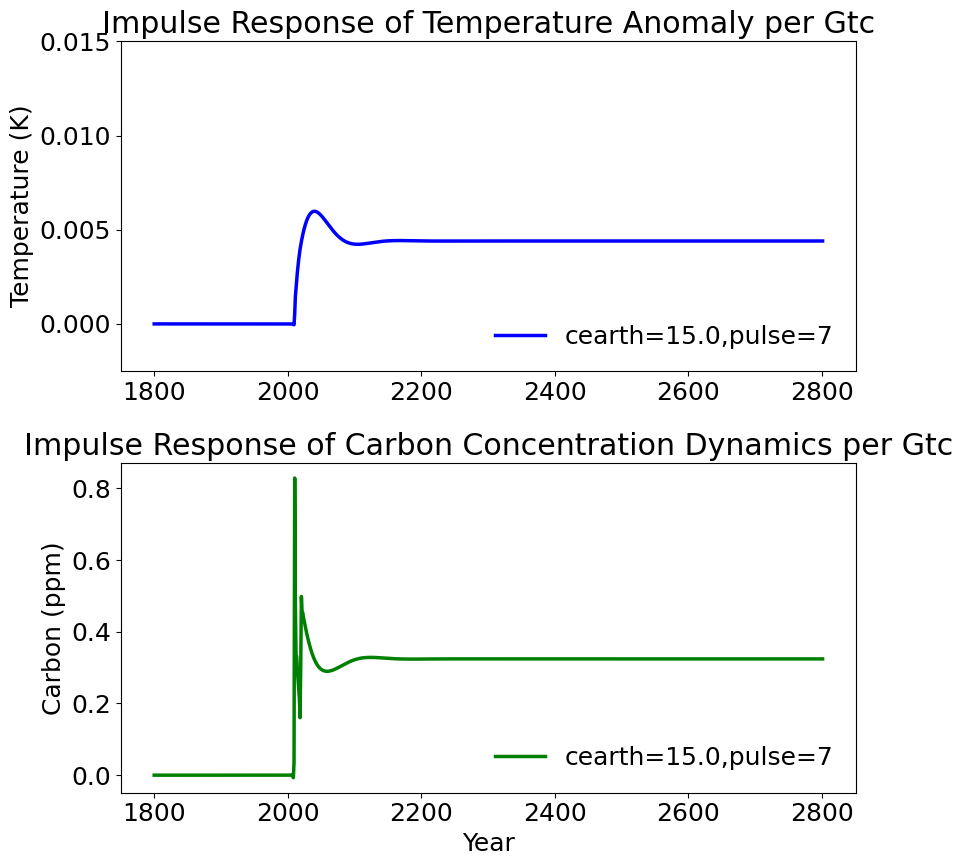 Impulse Response of Temperature Anomaly per Gtc
0.015
0.010
0.005
0.000
Temperature (K)
cearth=15.0,pulse=7
1800 2000 2200 2400 2600 2800
Impulse Response of Carbon Concentration Dynamics per Gtc
0.8
0.6
0.4
0.2
0.0
Carbon (ppm)
cearth=15.0,pulse=7
1800 2000 2200 2400 2600 2800
Year